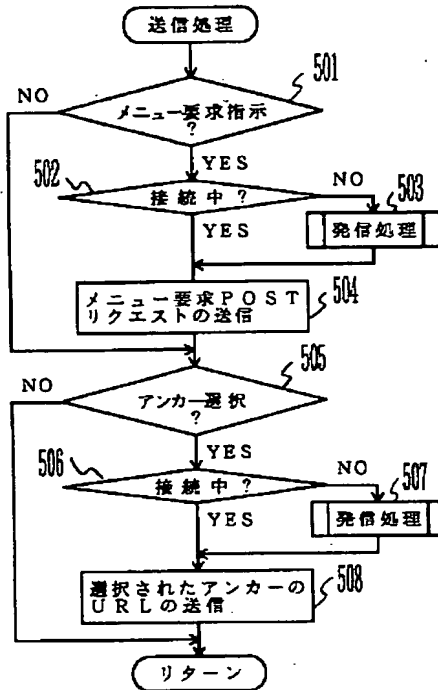 送信処理
501
NO
メニュー要求指示
?
YES
502
接続中?
NO
503
YES
発信処理
メニュー要求POST
リクエストの送信
504
505
NO
アンカー選択
?
YES
506
接続中?
NO
507
YES
発信処理
選択されたアンカーの
URLの送信
508
リターン